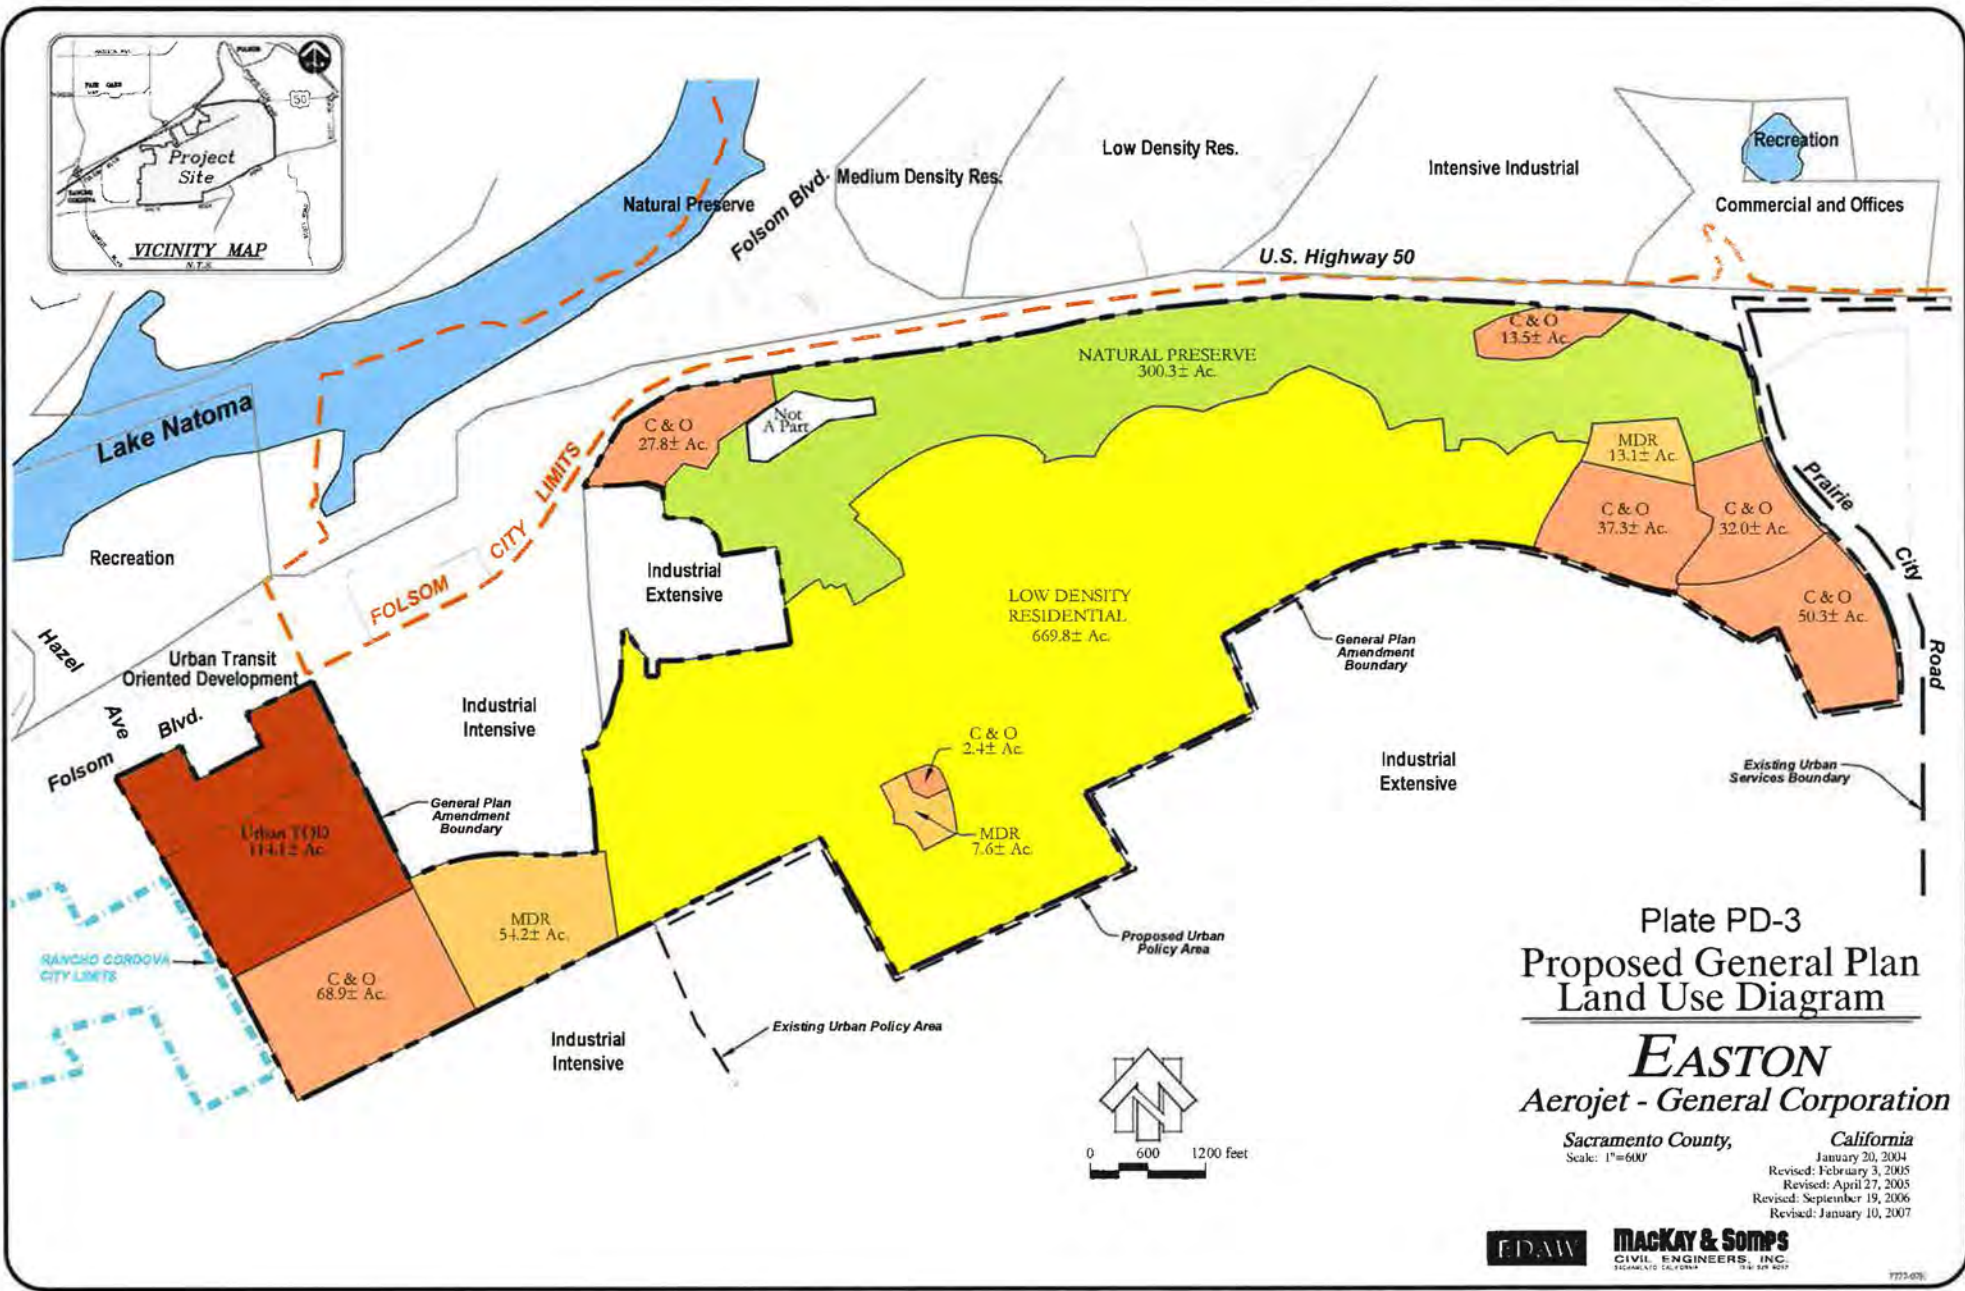 FOLSOM
FAIR OAKS
50
Project
Site
RANCHO
CORDOVA
VICINITY MAP
N.T.S.
Natural Preserve
Folsom Blvd.
Medium Density Res.
Low Density Res.
Intensive Industrial
Recreation
Commercial and Offices
U.S. Highway 50
Lake Natoma
C & O
27.8± Ac.
Not
A Part
NATURAL PRESERVE
300.3± Ac.
C & O
13.5± Ac.
MDR
13.1± Ac.
C & O
37.3± Ac.
C & O
32.0± Ac.
C & O
50.3± Ac.
Prairie
City
Road
Recreation
FOLSOM
CITY
LIMITS
Industrial
Extensive
LOW DENSITY
RESIDENTIAL
669.8± Ac.
General Plan
Amendment
Boundary
Hazel
Ave
Urban Transit
Oriented Development
Folsom
Blvd.
Industrial
Intensive
C & O
2.4± Ac.
MDR
7.6± Ac.
Industrial
Extensive
Existing Urban
Services Boundary
General Plan
Amendment
Boundary
Urban TOD
114.1± Ac.
MDR
54.2± Ac.
C & O
68.9± Ac.
RANCHO CORDOVA
CITY LIMITS
Proposed Urban
Policy Area
Existing Urban Policy Area
Industrial
Intensive
N
0 600 1200 feet
Plate PD-3
Proposed General Plan
Land Use Diagram
EASTON
Aerojet - General Corporation
Sacramento County, California
Scale: 1"=600'
January 20, 2004
Revised: February 3, 2005
Revised: April 27, 2005
Revised: September 19, 2006
Revised: January 10, 2007
EDAW
MACKAY & SOMPS
CIVIL ENGINEERS, INC.